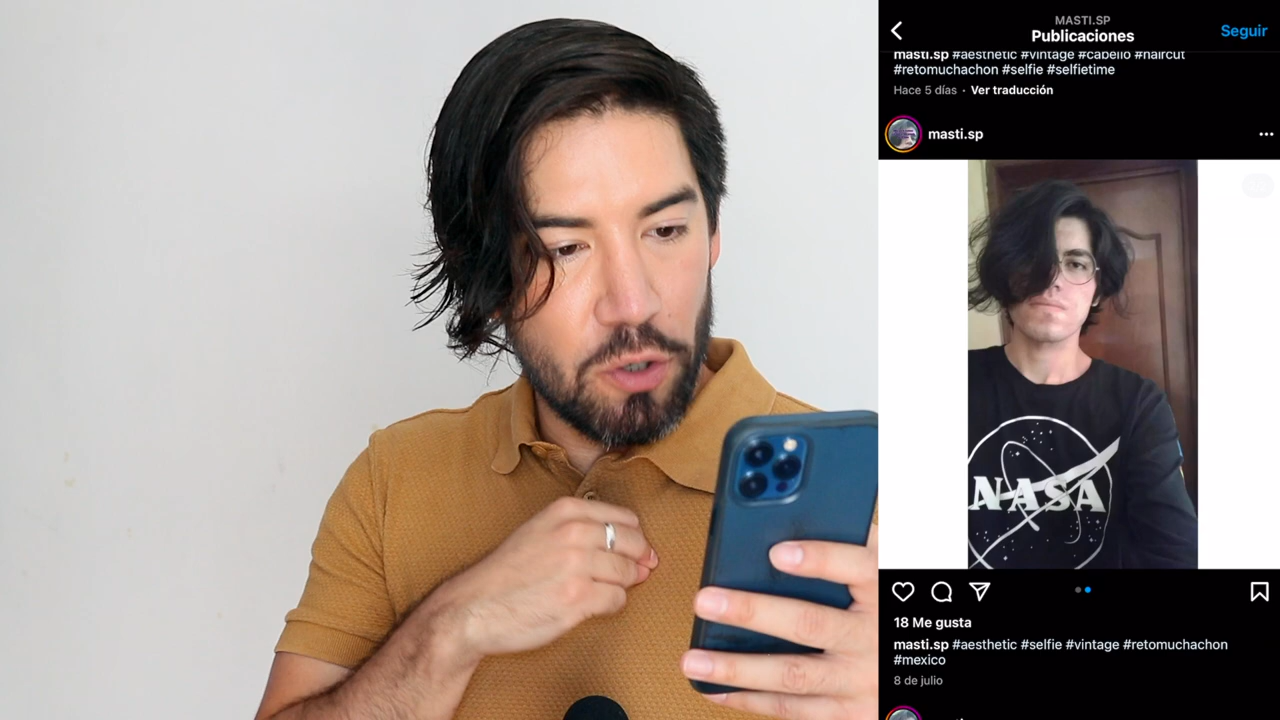 MASTI.SP
Publicaciones
Seguir
masti.sp #aesthetic #vintage #cabello #haircut
#retomuchachon #selfie #selfietime
Hace 5 días · Ver traducción
masti.sp
NASA
18 Me gusta
masti.sp #aesthetic #selfie #vintage #retomuchachon
#mexico
8 de julio